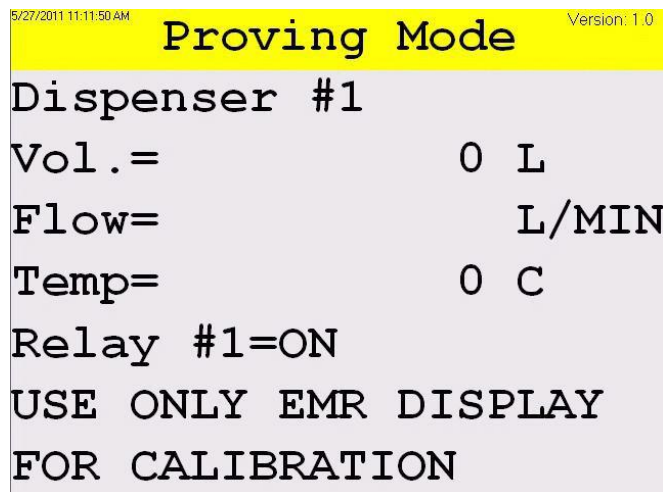 5/27/2011 11:11:50 AM Proving Mode Version: 1.0
Dispenser #1
Vol.= 0 L
Flow= L/MIN
Temp= 0 C
Relay #1=ON
USE ONLY EMR DISPLAY
FOR CALIBRATION